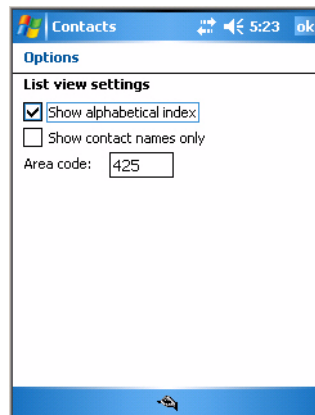 Contacts 5:23 ok
Options
List view settings
Show alphabetical index
Show contact names only
Area code: 425